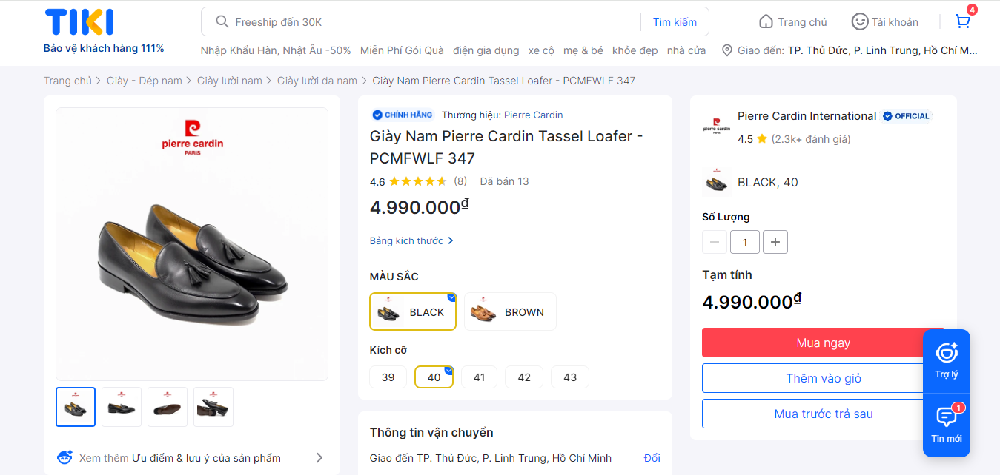 TIKI
Bảo vệ khách hàng 111%
Freeship đến 30K
Tìm kiếm
Trang chủ
Tài khoản
4
Nhập Khẩu Hàn, Nhật Âu -50% Miễn Phí Gói Quà điện gia dụng xe cộ mẹ & bé khỏe đẹp nhà cửa
Giao đến: TP. Thủ Đức, P. Linh Trung, Hồ Chí M...
Trang chủ > Giày - Dép nam > Giày lười nam > Giày lười da nam > Giày Nam Pierre Cardin Tassel Loafer - PCMFWLF 347
pierre cardin
PARIS
Xem thêm Ưu điểm & lưu ý của sản phẩm
CHÍNH HÃNG Thương hiệu: Pierre Cardin
Giày Nam Pierre Cardin Tassel Loafer -
PCMFWLF 347
4.6 (8) Đã bán 13
4.990.000₫
Bảng kích thước
MÀU SẮC
BLACK
BROWN
Kích cỡ
39 40 41 42 43
Thông tin vận chuyển
Giao đến TP. Thủ Đức, P. Linh Trung, Hồ Chí Minh Đổi
pierre cardin
Pierre Cardin International OFFICIAL
4.5 (2.3k+ đánh giá)
BLACK, 40
Số Lượng
1
Tạm tính
4.990.000₫
Mua ngay
Thêm vào giỏ
Mua trước trả sau
Trợ lý
1
Tin mới